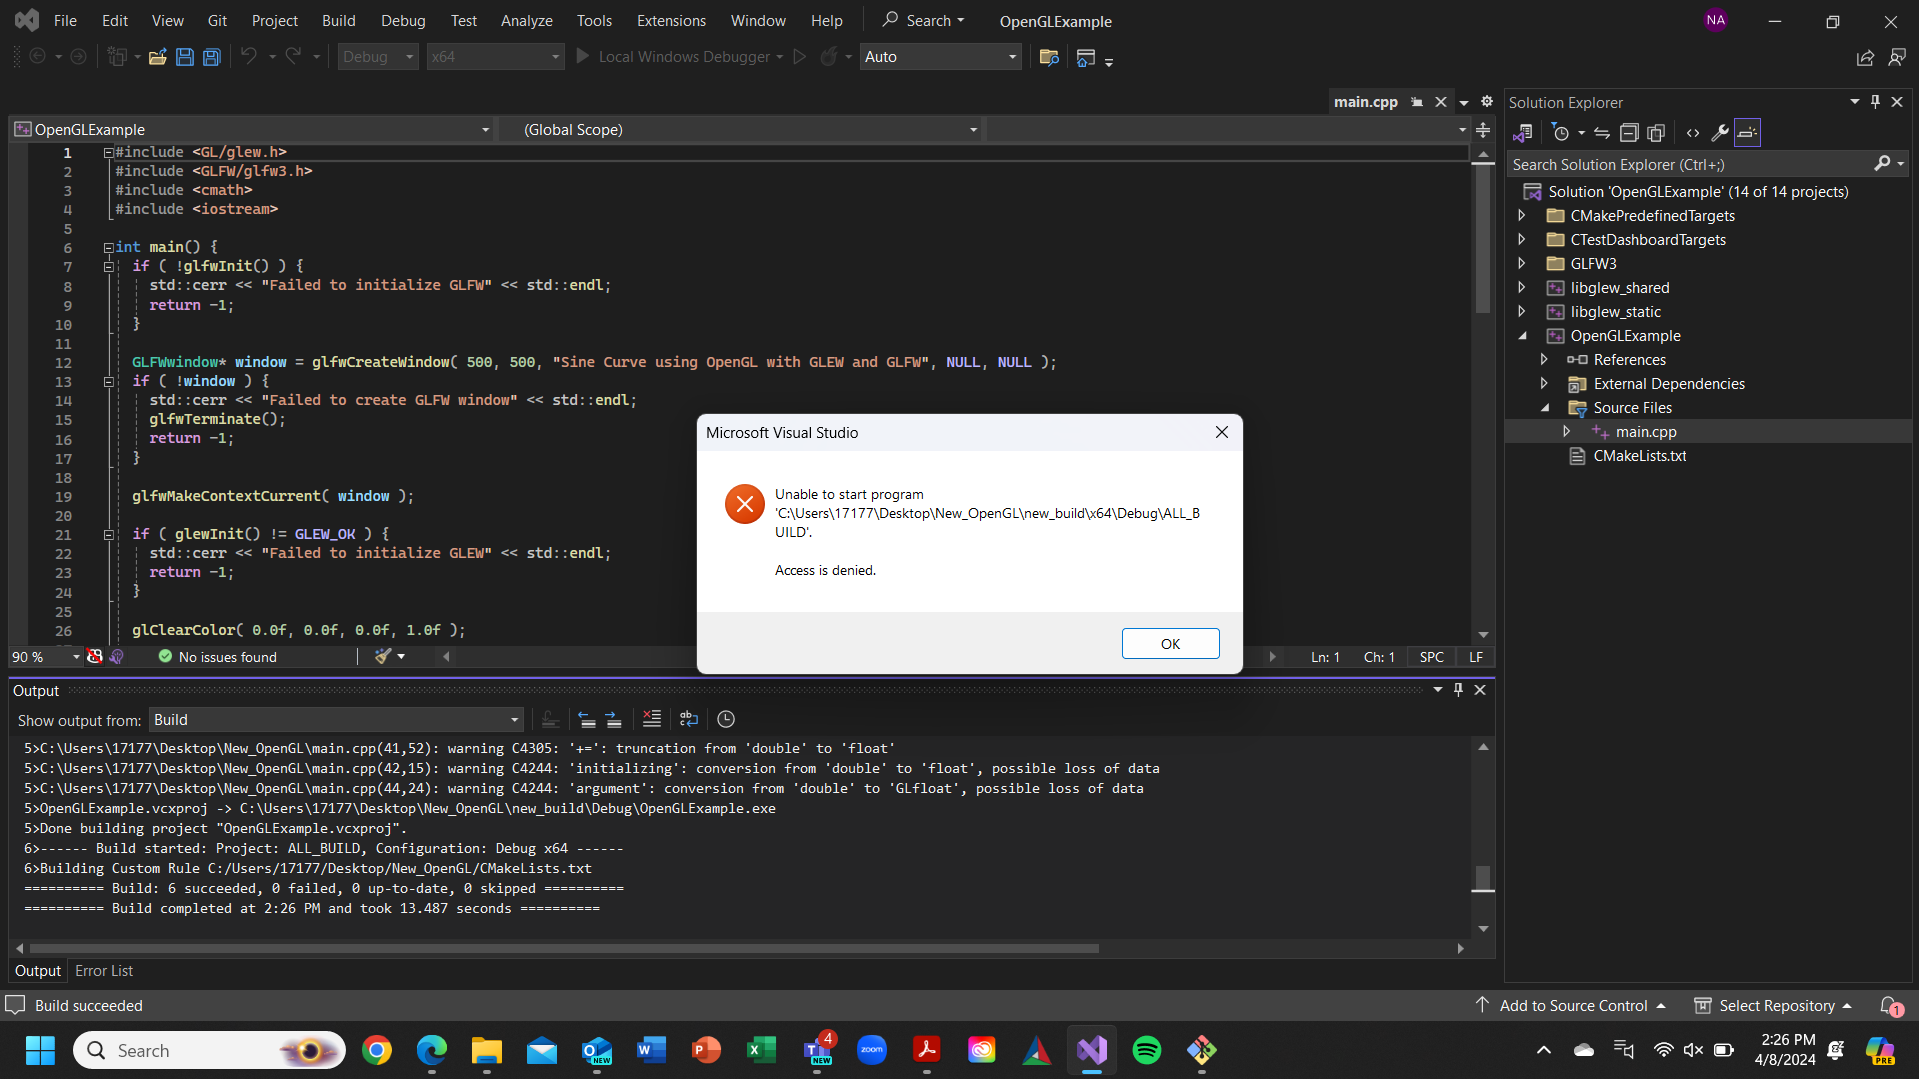 File Edit View Git Project Build Debug Test Analyze Tools Extensions Window Help Search OpenGLExample NA
Debug x64 Local Windows Debugger Auto
main.cpp
OpenGLExample (Global Scope)
1 #include <GL/glew.h>
2 #include <GLFW/glfw3.h>
3 #include <cmath>
4 #include <iostream>
5
6 int main() {
7 if ( !glfwInit() ) {
8 std::cerr << "Failed to initialize GLFW" << std::endl;
9 return -1;
10 }
11
12 GLFWwindow* window = glfwCreateWindow( 500, 500, "Sine Curve using OpenGL with GLEW and GLFW", NULL, NULL );
13 if ( !window ) {
14 std::cerr << "Failed to create GLFW window" << std::endl;
15 glfwTerminate();
16 return -1;
17 }
18
19 glfwMakeContextCurrent( window );
20
21 if ( glewInit() != GLEW_OK ) {
22 std::cerr << "Failed to initialize GLEW" << std::endl;
23 return -1;
24 }
25
26 glClearColor( 0.0f, 0.0f, 0.0f, 1.0f );
90 % No issues found Ln: 1 Ch: 1 SPC LF
Microsoft Visual Studio
Unable to start program
'C:\Users\17177\Desktop\New_OpenGL\new_build\x64\Debug\ALL_B
UILD'.
Access is denied.
OK
Output
Show output from: Build
5>C:\Users\17177\Desktop\New_OpenGL\main.cpp(41,52): warning C4305: '+=': truncation from 'double' to 'float'
5>C:\Users\17177\Desktop\New_OpenGL\main.cpp(42,15): warning C4244: 'initializing': conversion from 'double' to 'float', possible loss of data
5>C:\Users\17177\Desktop\New_OpenGL\main.cpp(44,24): warning C4244: 'argument': conversion from 'double' to 'GLfloat', possible loss of data
5>OpenGLExample.vcxproj -> C:\Users\17177\Desktop\New_OpenGL\new_build\Debug\OpenGLExample.exe
5>Done building project "OpenGLExample.vcxproj".
6>------ Build started: Project: ALL_BUILD, Configuration: Debug x64 ------
6>Building Custom Rule C:/Users/17177/Desktop/New_OpenGL/CMakeLists.txt
========== Build: 6 succeeded, 0 failed, 0 up-to-date, 0 skipped ==========
========== Build completed at 2:26 PM and took 13.487 seconds ==========
Output Error List
Solution Explorer
Search Solution Explorer (Ctrl+;)
Solution 'OpenGLExample' (14 of 14 projects)
CMakePredefinedTargets
CTestDashboardTargets
GLFW3
libglew_shared
libglew_static
OpenGLExample
References
External Dependencies
Source Files
main.cpp
CMakeLists.txt
Build succeeded Add to Source Control Select Repository 1
Search NEW 4 NEW zoom PRE
2:26 PM
4/8/2024